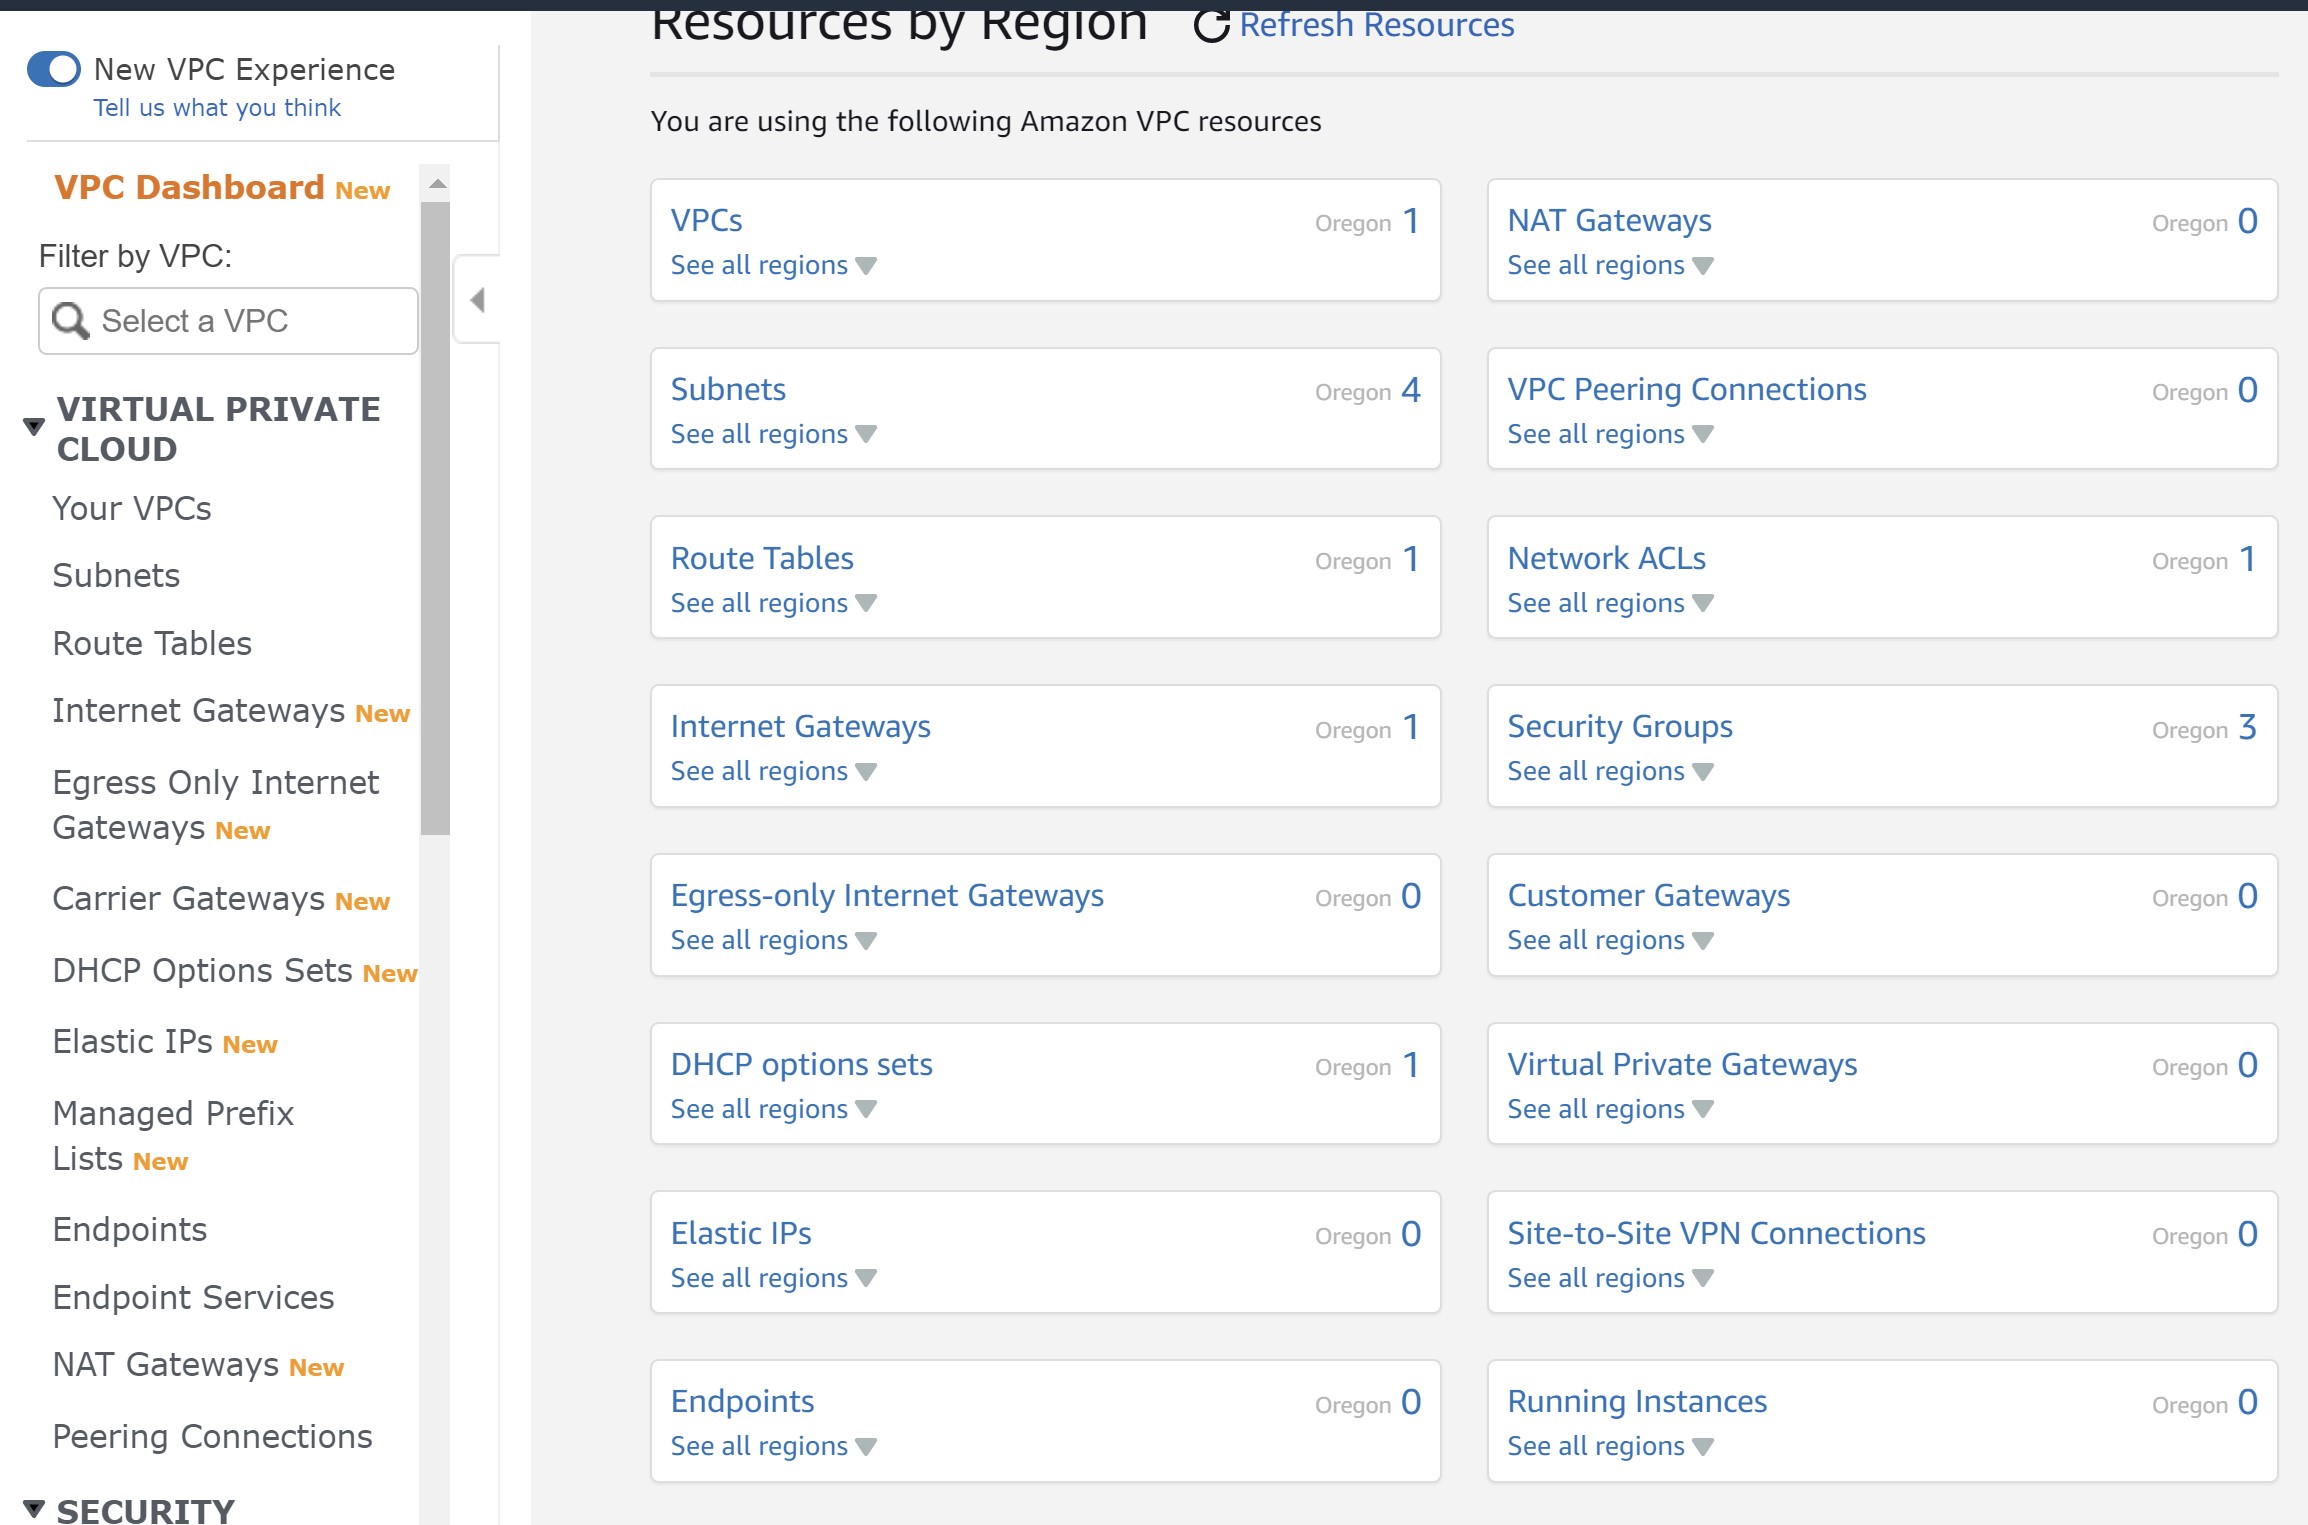 New VPC Experience
Tell us what you think
VPC Dashboard New
Filter by VPC:
Select a VPC
VIRTUAL PRIVATE
CLOUD
Your VPCs
Subnets
Route Tables
Internet Gateways New
Egress Only Internet
Gateways New
Carrier Gateways New
DHCP Options Sets New
Elastic IPs New
Managed Prefix
Lists New
Endpoints
Endpoint Services
NAT Gateways New
Peering Connections
SECURITY
Resources by Region Refresh Resources
You are using the following Amazon VPC resources
VPCs Oregon 1
See all regions
NAT Gateways Oregon 0
See all regions
Subnets Oregon 4
See all regions
VPC Peering Connections Oregon 0
See all regions
Route Tables Oregon 1
See all regions
Network ACLs Oregon 1
See all regions
Internet Gateways Oregon 1
See all regions
Security Groups Oregon 3
See all regions
Egress-only Internet Gateways Oregon 0
See all regions
Customer Gateways Oregon 0
See all regions
DHCP options sets Oregon 1
See all regions
Virtual Private Gateways Oregon 0
See all regions
Elastic IPs Oregon 0
See all regions
Site-to-Site VPN Connections Oregon 0
See all regions
Endpoints Oregon 0
See all regions
Running Instances Oregon 0
See all regions